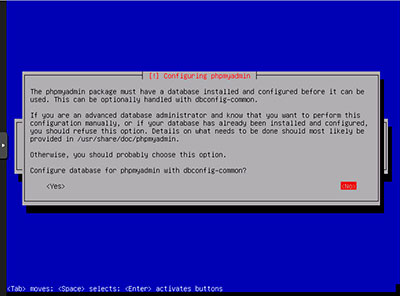 [!] Configuring phpmyadmin
The phpmyadmin package must have a database installed and configured before it can be
used. This can be optionally handled with dbconfig-common.
If you are an advanced database administrator and know that you want to perform this
configuration manually, or if your database has already been installed and configured,
you should refuse this option. Details on what needs to be done should most likely be
provided in /usr/share/doc/phpmyadmin.
Otherwise, you should probably choose this option.
Configure database for phpmyadmin with dbconfig-common?
<Yes> <No>
<Tab> moves; <Space> selects; <Enter> activates buttons